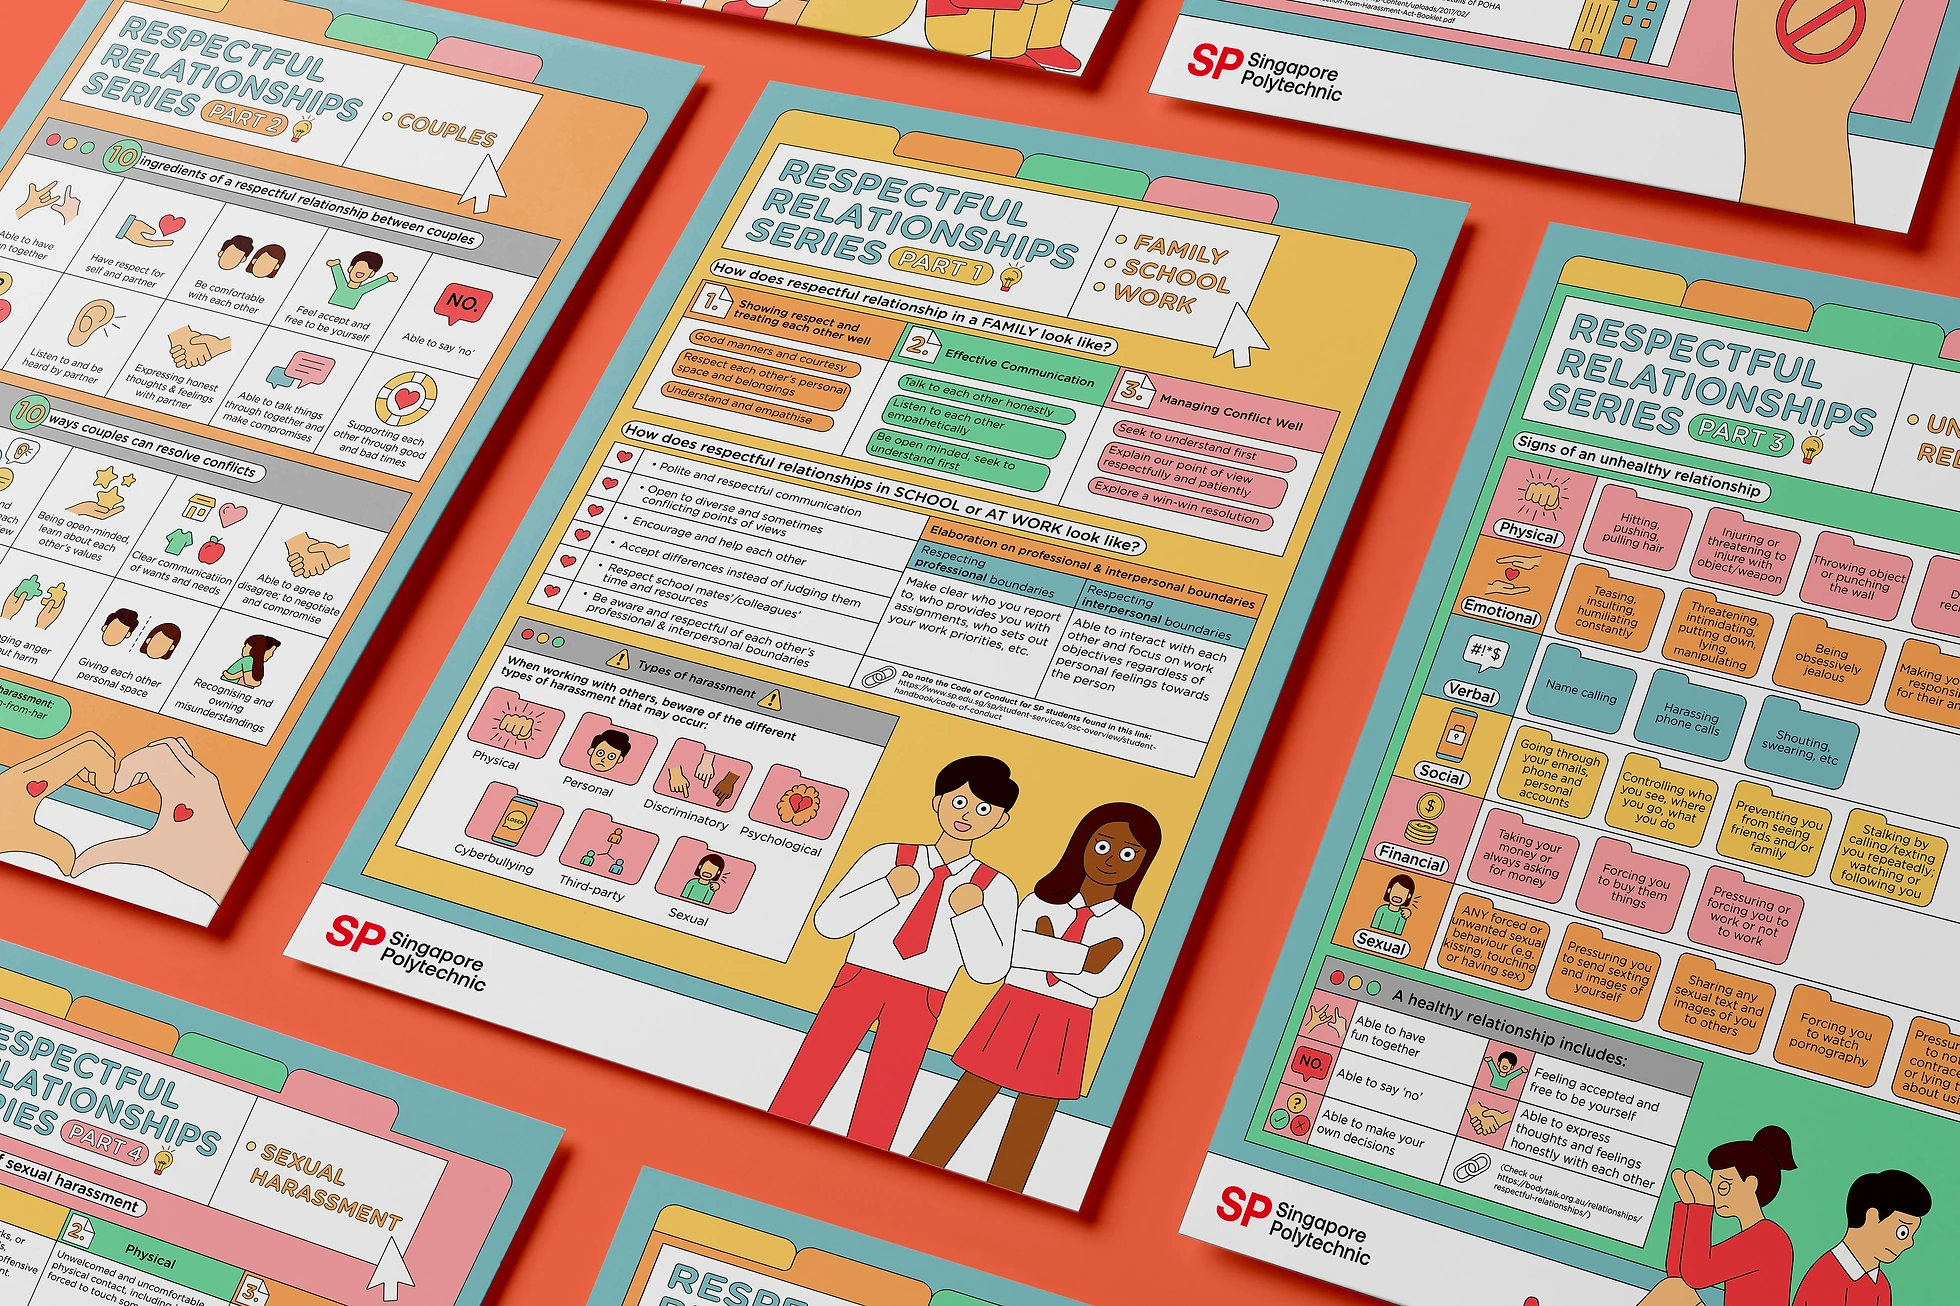 RESPECTFUL
RELATIONSHIPS
SERIES PART 2
• COUPLES
10 ingredients of a respectful relationship between couples
Able to have
together
Have respect for
self and partner
Be comfortable
with each other
Feel accept and
free to be yourself
NO.
Able to say 'no'
Listen to and be
heard by partner
Expressing honest
thoughts & feelings
with partner
Able to talk things
through together and
make compromises
Supporting each
other through good
and bad times
10 ways couples can resolve conflicts
Being open-minded,
learn about each
other's values
Clear communication
of wants and needs
Able to agree to
disagree; to negotiate
and compromise
anger
harm
Giving each other
personal space
Recognising and
owning
misunderstandings
harassment:
-from-har
RESPECTFUL
RELATIONSHIPS
SERIES PART 1
• FAMILY
• SCHOOL
• WORK
How does respectful relationship in a FAMILY look like?
1. Showing respect and
treating each other well
Good manners and courtesy
Respect each other's personal
space and belongings
Understand and empathise
2. Effective Communication
Talk to each other honestly
Listen to each other
empathetically
Be open minded, seek to
understand first
3. Managing Conflict Well
Seek to understand first
Explain our point of view
respectfully and patiently
Explore a win-win resolution
How does respectful relationships in SCHOOL or AT WORK look like?
• Polite and respectful communication
• Open to diverse and sometimes
conflicting points of views
• Encourage and help each other
• Accept differences instead of judging them
• Respect school mates'/colleagues'
time and resources
• Be aware and respectful of each other's
professional & interpersonal boundaries
Elaboration on professional & interpersonal boundaries
Respecting
professional boundaries
Make clear who you report
to, who provides you with
assignments, who sets out
your work priorities, etc.
Respecting
interpersonal boundaries
Able to interact with each
other and focus on work
objectives regardless of
personal feelings towards
the person
Do note the Code of Conduct for SP students found in this link:
https://www.sp.edu.sg/sp/student-services/osc-overview/student-
handbook/code-of-conduct
Types of harassment
When working with others, beware of the different
types of harassment that may occur:
Physical
Personal
Discriminatory
Psychological
LOSER
Cyberbullying
Third-party
Sexual
SP Singapore
Polytechnic
details of POHA
-content/uploads/2017/02/
-from-Harassment-Act-Booklet.pdf
SP Singapore
Polytechnic
RESPECTFUL
RELATIONSHIPS
SERIES PART 3
Signs of an unhealthy relationship
Physical
Hitting,
pushing,
pulling hair
Injuring or
threatening to
injure with
object/weapon
Throwing object
or punching
the wall
Emotional
Teasing,
insulting,
humiliating
constantly
Threatening,
intimidating,
putting down,
lying,
manipulating
Being
obsessively
jealous
Making you
for their
#!*$
Verbal
Name calling
Harassing
phone calls
Shouting,
swearing, etc
Social
Going through
your emails,
phone and
personal
accounts
Controlling who
you see, where
you go, what
you do
Preventing you
from seeing
friends and/or
family
Stalking by
calling/texting
you repeatedly;
watching or
following you
$
Financial
Taking your
money or
always asking
for money
Forcing you
to buy them
things
Pressuring or
forcing you to
work or not
to work
Sexual
ANY forced or
unwanted sexual
behaviour (e.g.
kissing, touching
or having sex)
Pressuring you
to send sexting
and images of
yourself
Sharing any
sexual text and
images of you
to others
Forcing you
to watch
pornography
to not
or lying
about
A healthy relationship includes:
Able to have
fun together
Feeling accepted and
free to be yourself
NO.
Able to say 'no'
Able to express
thoughts and feelings
honestly with each other
?
Able to make your
own decisions
(Check out
https://bodytalk.org.au/relationships/
respectful-relationships/)
SP Singapore
Polytechnic
RESPECTFUL
RELATIONSHIPS
SERIES PART 4
• SEXUAL
HARASSMENT
of sexual harassment
offensive
2. Physical
Unwelcomed and uncomfortable
physical contact, including
forced to touch
3.
RESPECTFUL